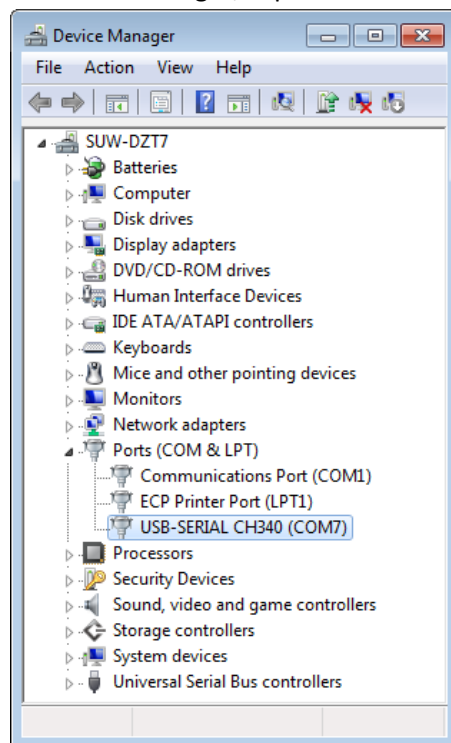 Device Manager
File Action View Help
SUW-DZT7
Batteries
Computer
Disk drives
Display adapters
DVD/CD-ROM drives
Human Interface Devices
IDE ATA/ATAPI controllers
Keyboards
Mice and other pointing devices
Monitors
Network adapters
Ports (COM & LPT)
Communications Port (COM1)
ECP Printer Port (LPT1)
USB-SERIAL CH340 (COM7)
Processors
Security Devices
Sound, video and game controllers
Storage controllers
System devices
Universal Serial Bus controllers